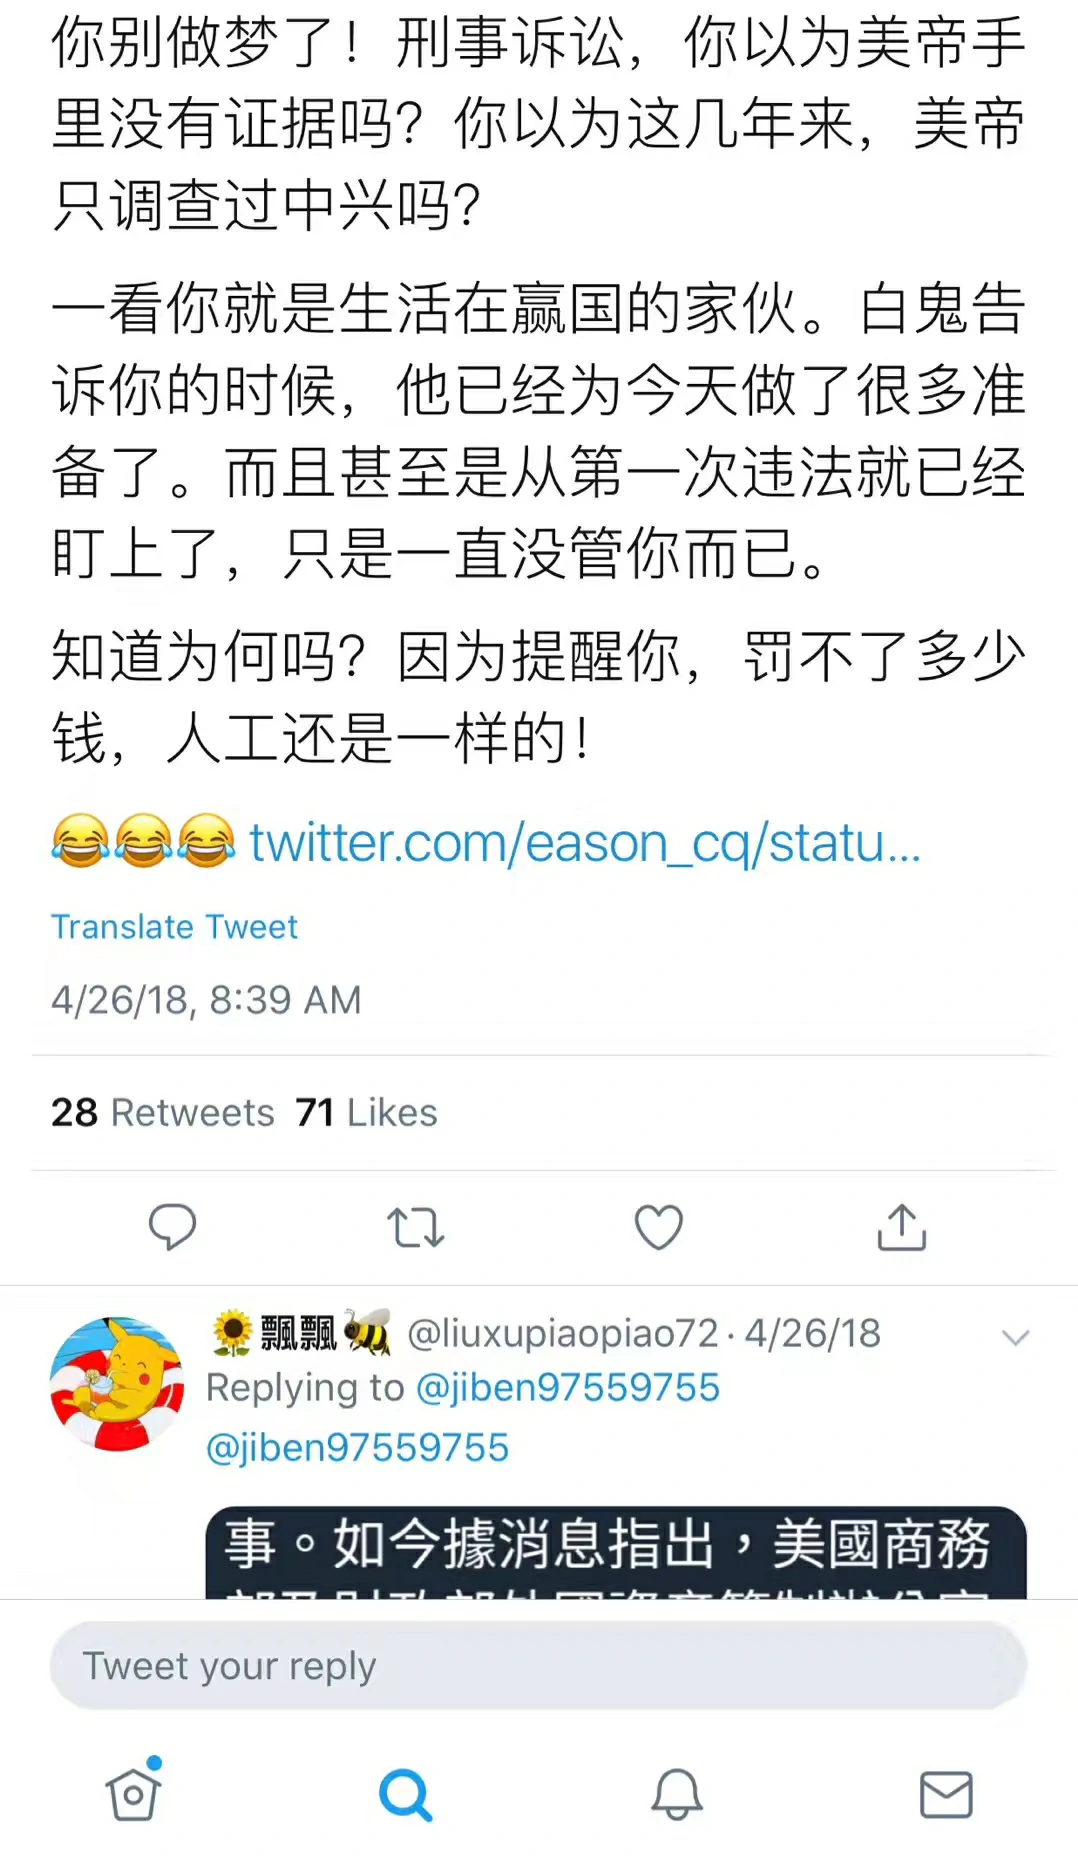 你别做梦了！刑事诉讼，你以为美帝手
里没有证据吗？你以为这几年来，美帝
只调查过中兴吗？
一看你就是生活在赢国的家伙。白鬼告
诉你的时候，他已经为今天做了很多准
备了。而且甚至是从第一次违法就已经
盯上了，只是一直没管你而已。
知道为何吗？因为提醒你，罚不了多少
钱，人工还是一样的！
😂😂😂 twitter.com/eason_cq/statu...
Translate Tweet
4/26/18, 8:39 AM
28 Retweets 71 Likes
🌻飄飄🐝 @liuxupiaopiao72 · 4/26/18
Replying to @jiben97559755
@jiben97559755
事。如今據消息指出，美國商務
Tweet your reply